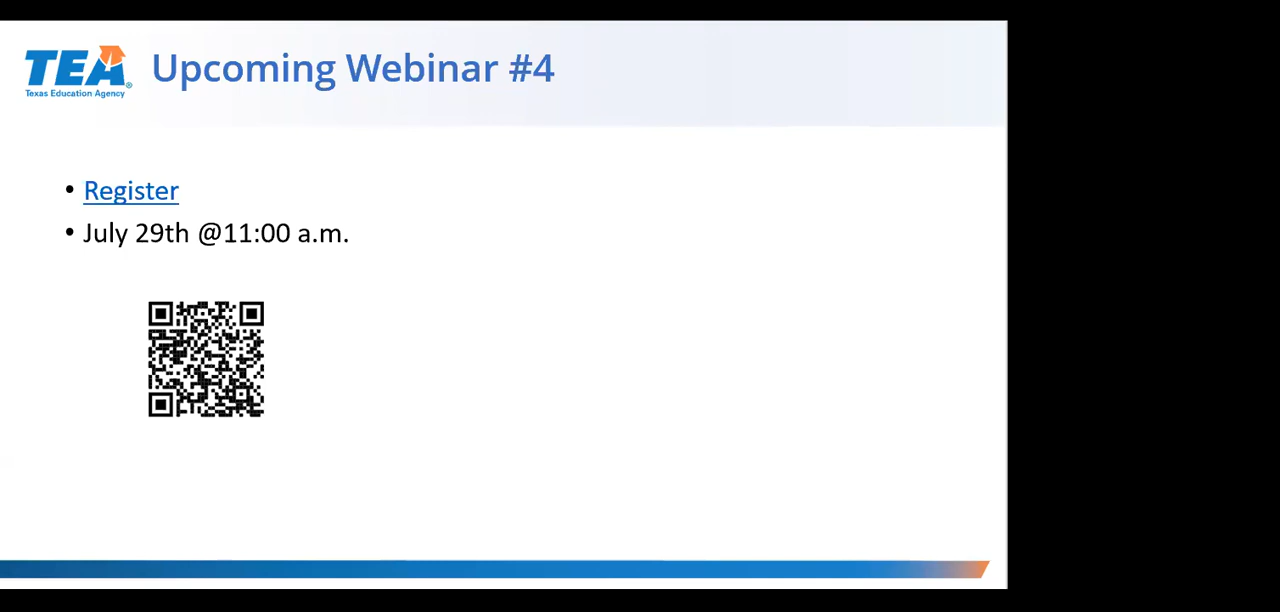 TEA
Texas Education Agency
Upcoming Webinar #4
• Register
• July 29th @11:00 a.m.